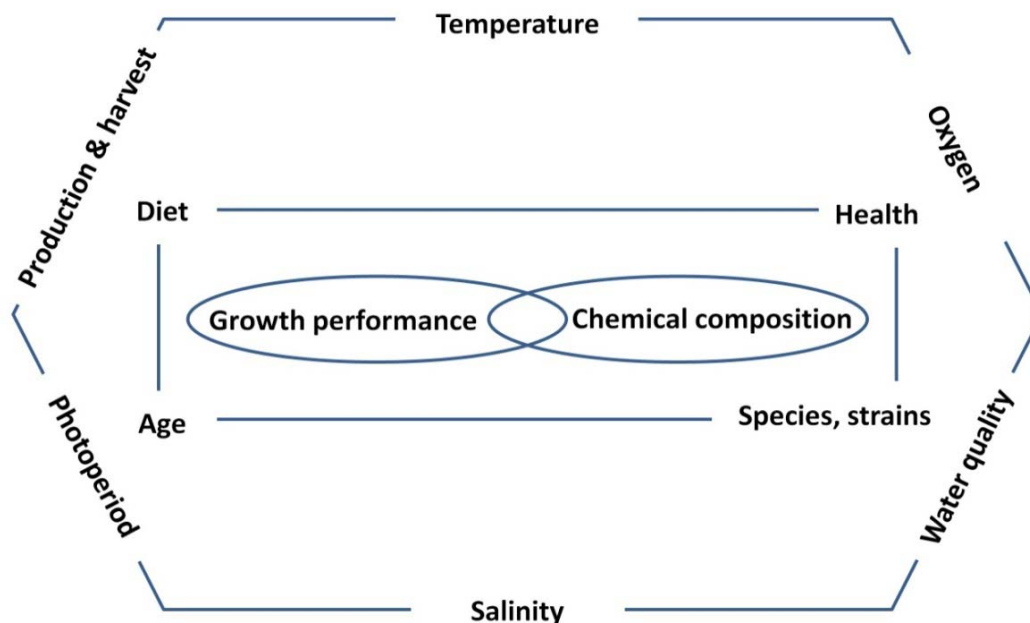 Temperature
Production & harvest
Oxygen
Diet
Health
Growth performance
Chemical composition
Age
Species, strains
Photoperiod
Water quality
Salinity